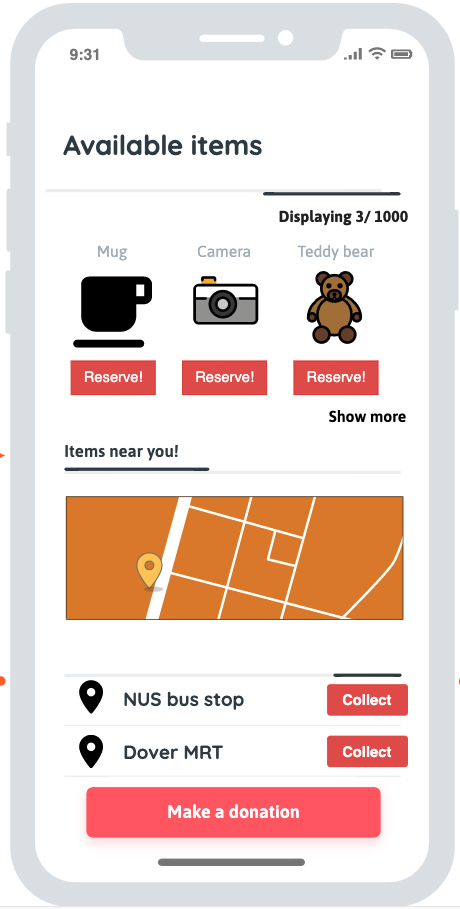 9:31
Available items
Displaying 3/ 1000
Mug Camera Teddy bear
Reserve! Reserve! Reserve!
Show more
Items near you!
NUS bus stop Collect
Dover MRT Collect
Make a donation